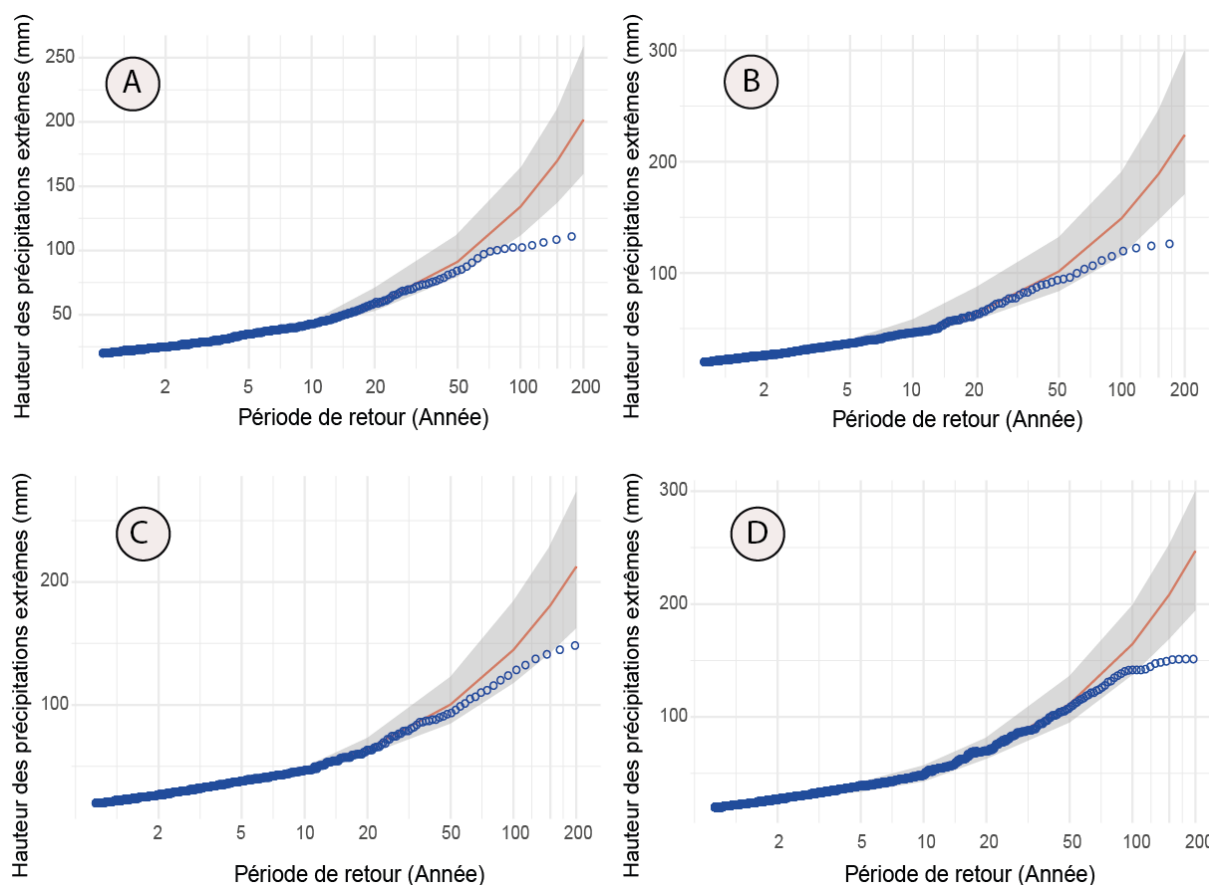 Hauteur des précipitations extrêmes (mm)
250
200
150
100
50
A
2 5 10 20 50 100 200
Période de retour (Année)
Hauteur des précipitations extrêmes (mm)
300
200
100
B
2 5 10 20 50 100 200
Période de retour (Année)
Hauteur des précipitations extrêmes (mm)
200
100
C
2 5 10 20 50 100 200
Période de retour (Année)
Hauteur des précipitations extrêmes (mm)
300
200
100
D
2 5 10 20 50 100 200
Période de retour (Année)